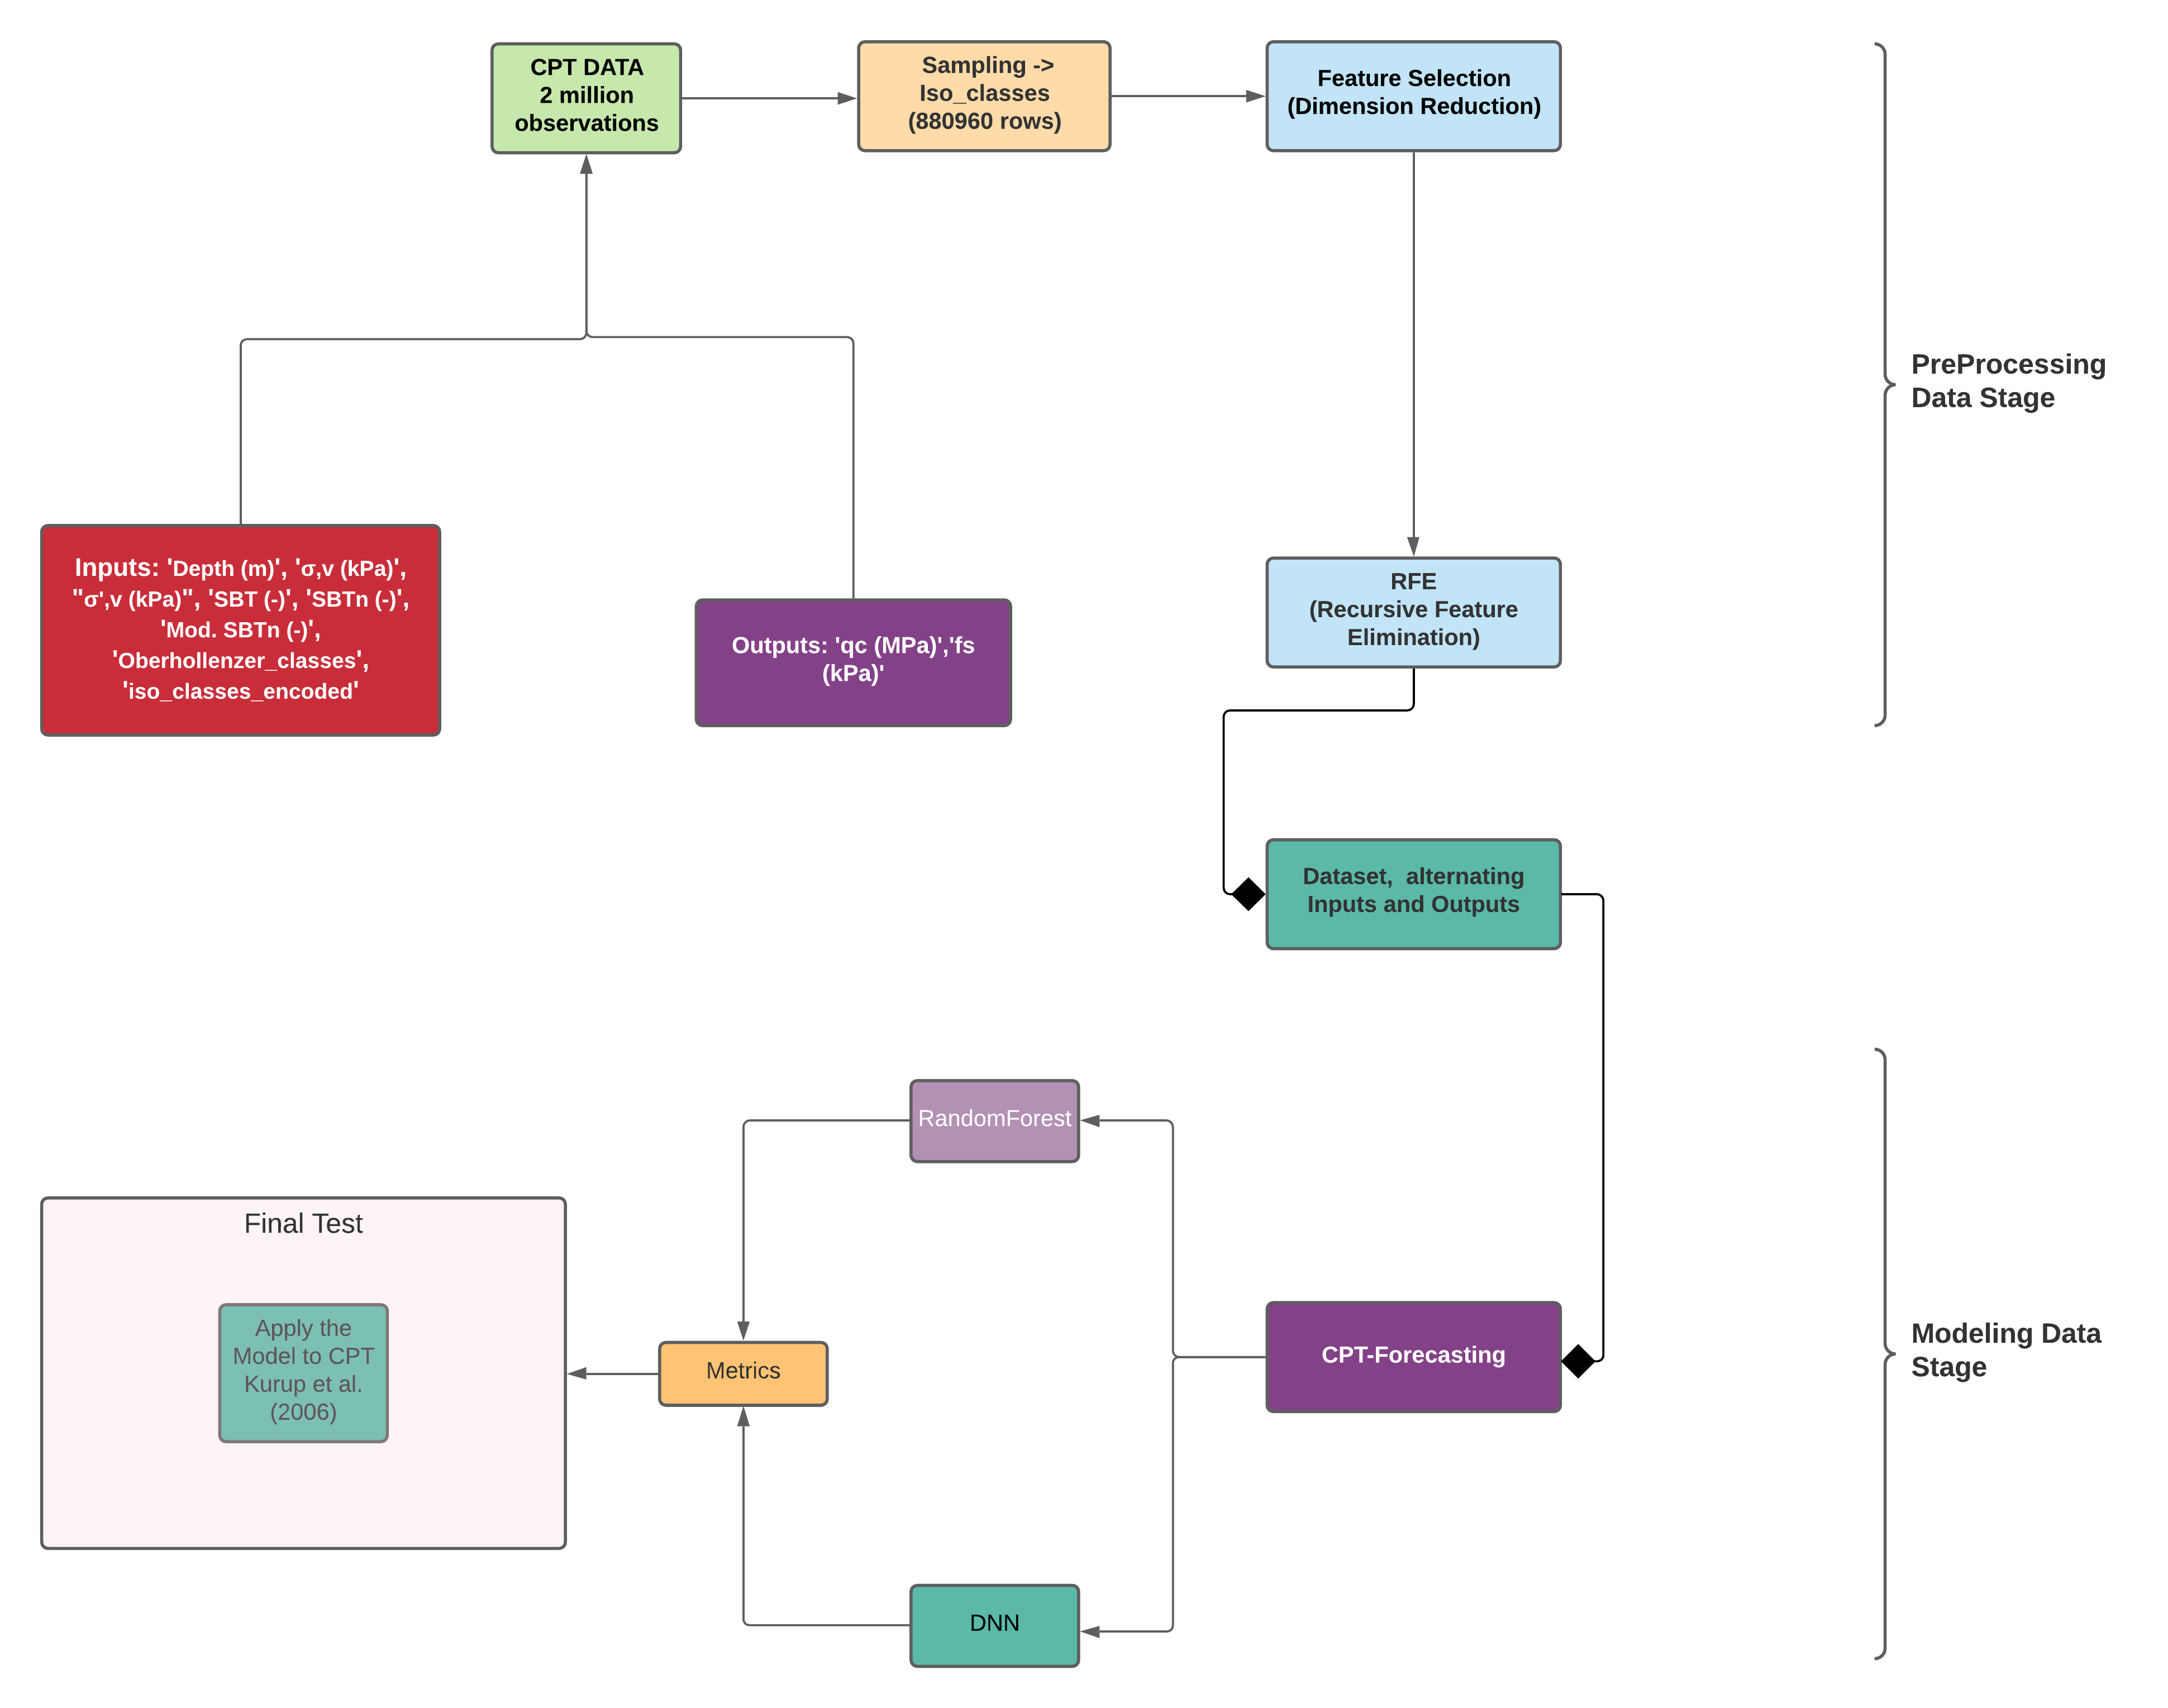 CPT DATA
2 million
observations
Sampling ->
Iso_classes
(880960 rows)
Feature Selection
(Dimension Reduction)
PreProcessing
Data Stage
Inputs: 'Depth (m)', 'σ,v (kPa)',
"σ',v (kPa)", 'SBT (-)', 'SBTn (-)',
'Mod. SBTn (-)',
'Oberhollenzer_classes',
'iso_classes_encoded'
Outputs: 'qc (MPa)','fs
(kPa)'
RFE
(Recursive Feature
Elimination)
Dataset,  alternating
Inputs and Outputs
RandomForest
Final Test
Apply the
Model to CPT
Kurup et al.
(2006)
Metrics
CPT-Forecasting
Modeling Data
Stage
DNN